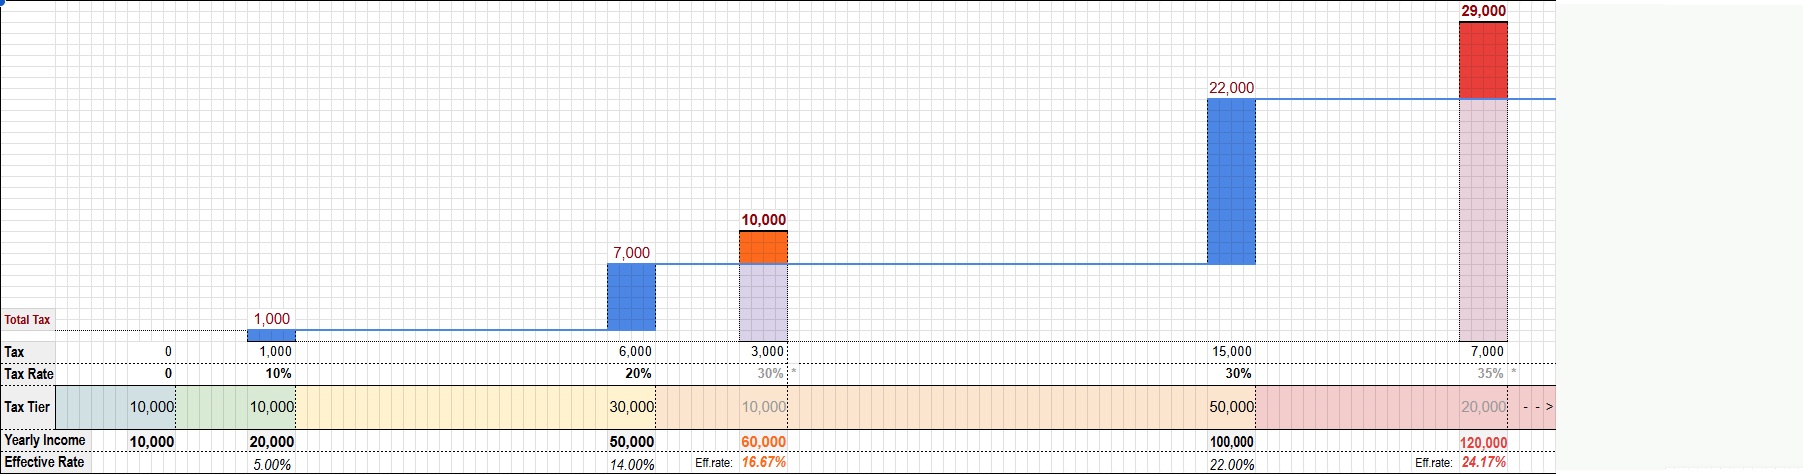 29,000
22,000
10,000
7,000
1,000
Total Tax
Tax 0 1,000 6,000 3,000 15,000 7,000
Tax Rate 0 10% 20% 30% * 30% 35% *
Tax Tier 10,000 10,000 30,000 10,000 50,000 20,000 - - >
Yearly Income 10,000 20,000 50,000 60,000 100,000 120,000
Effective Rate 5.00% 14.00% Eff.rate: 16.67% 22.00% Eff.rate: 24.17%